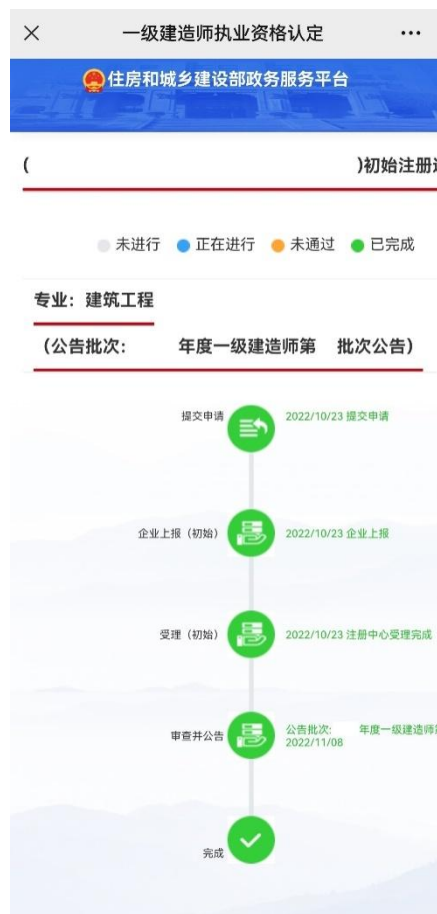 一级建造师执业资格认定
住房和城乡建设部政务服务平台
( )初始注册
未进行 正在进行 未通过 已完成
专业：建筑工程
(公告批次： 年度一级建造师第 批次公告)
提交申请 2022/10/23 提交申请
企业上报（初始） 2022/10/23 企业上报
受理（初始） 2022/10/23 注册中心受理完成
审查并公告 公告批次: 年度一级建造师
2022/11/08
完成